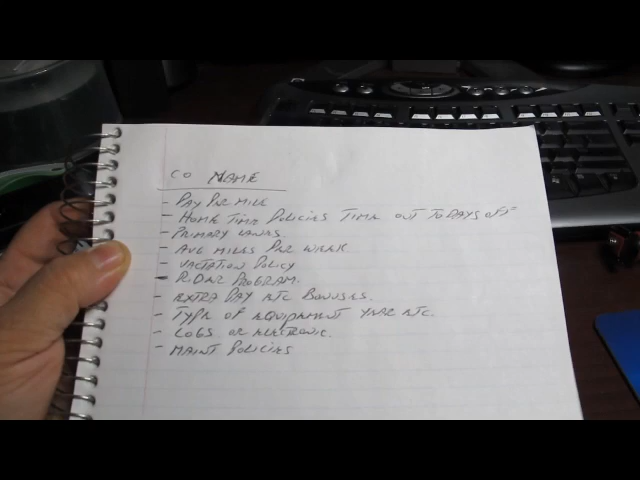 CO NAME
- PAY PER MILE
- HOME TIME POLICIES TIME OUT TO DAYS OFF
- PRIMARY LANES.
- AVG MILES PER WEEK
- VACTATION POLICY
- RIDER PROGRAM.
- EXTRA PAY ETC BONUSES.
- TYPE OF EQUIPMENT YEAR ETC.
- LOGS OR ELECTRONIC.
- MAINT POLICIES